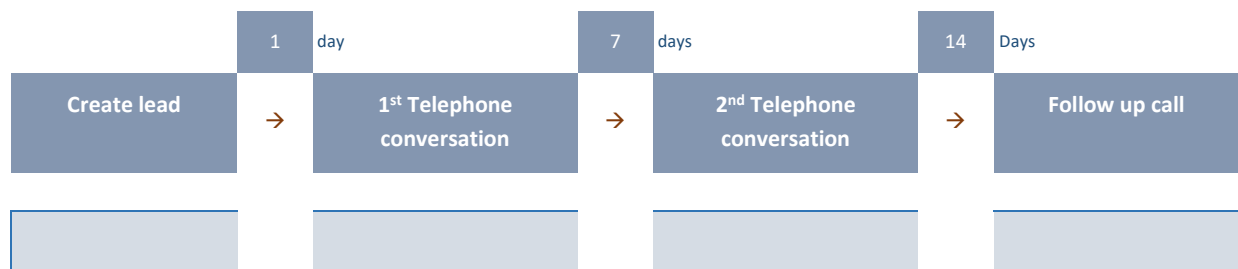 1 day 7 days 14 Days
Create lead → 1st Telephone → 2nd Telephone → Follow up call
conversation conversation